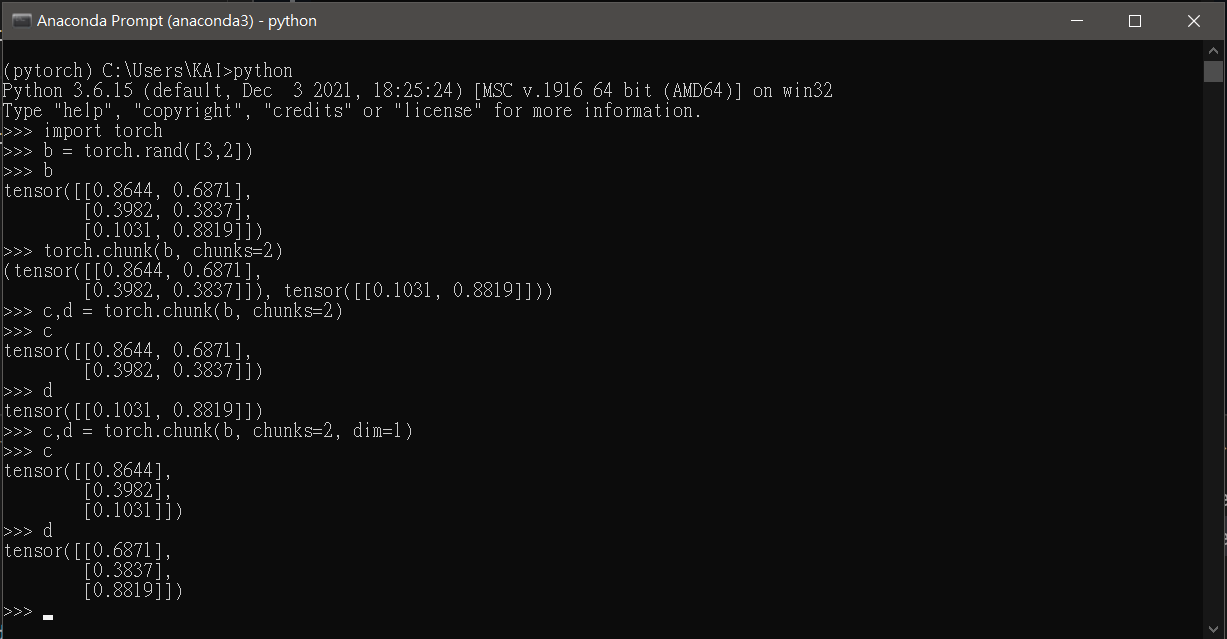 Anaconda Prompt (anaconda3) - python
(pytorch) C:\Users\KAI>python
Python 3.6.15 (default, Dec  3 2021, 18:25:24) [MSC v.1916 64 bit (AMD64)] on win32
Type "help", "copyright", "credits" or "license" for more information.
>>> import torch
>>> b = torch.rand([3,2])
>>> b
tensor([[0.8644, 0.6871],
        [0.3982, 0.3837],
        [0.1031, 0.8819]])
>>> torch.chunk(b, chunks=2)
(tensor([[0.8644, 0.6871],
        [0.3982, 0.3837]]), tensor([[0.1031, 0.8819]]))
>>> c,d = torch.chunk(b, chunks=2)
>>> c
tensor([[0.8644, 0.6871],
        [0.3982, 0.3837]])
>>> d
tensor([[0.1031, 0.8819]])
>>> c,d = torch.chunk(b, chunks=2, dim=1)
>>> c
tensor([[0.8644],
        [0.3982],
        [0.1031]])
>>> d
tensor([[0.6871],
        [0.3837],
        [0.8819]])
>>>